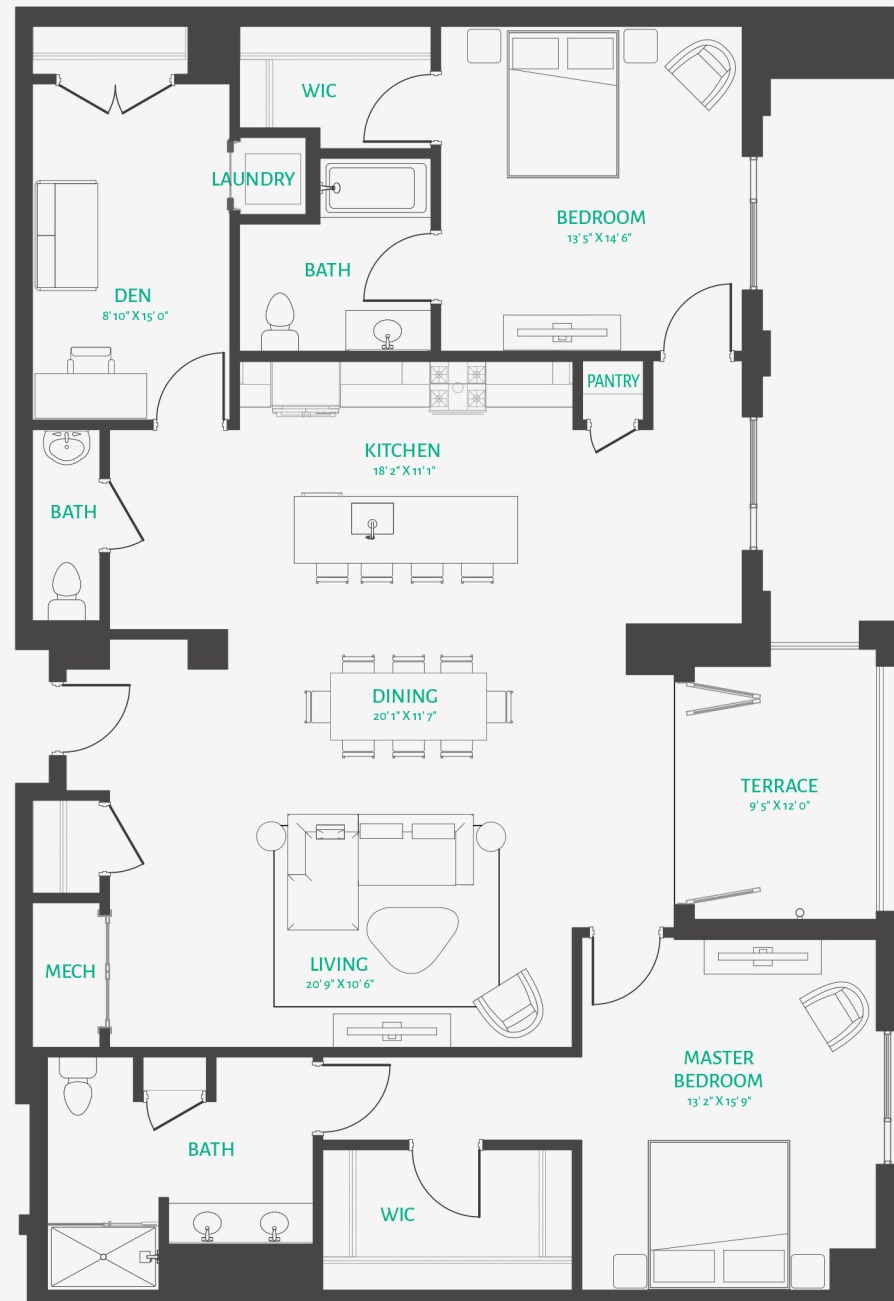 WIC
LAUNDRY
BEDROOM
13' 5" X 14' 6"
BATH
DEN
8' 10" X 15' 0"
PANTRY
KITCHEN
18' 2" X 11' 1"
BATH
DINING
20' 1" X 11' 7"
TERRACE
9' 5" X 12' 0"
LIVING
20' 9" X 10' 6"
MECH
MASTER
BEDROOM
13' 2" X 15' 9"
BATH
WIC